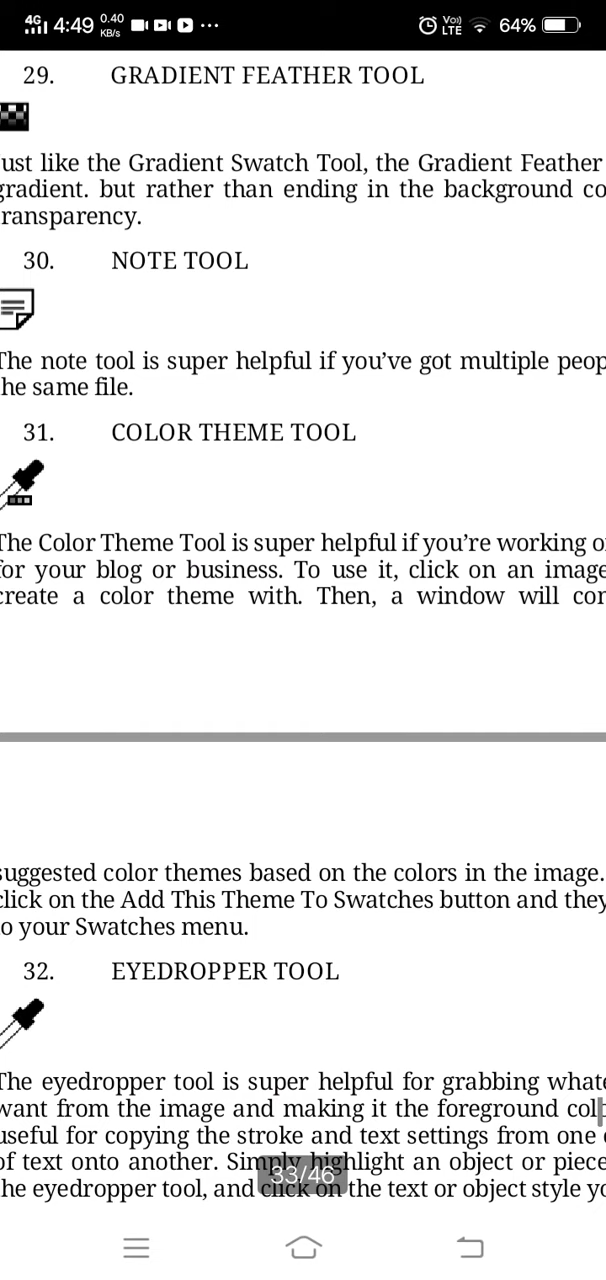 4G 4:49 0.40 KB/s ... Vo)) LTE 64%
29. GRADIENT FEATHER TOOL
ust like the Gradient Swatch Tool, the Gradient Feather
gradient. but rather than ending in the background co
ransparency.
30. NOTE TOOL
The note tool is super helpful if you’ve got multiple peop
he same file.
31. COLOR THEME TOOL
The Color Theme Tool is super helpful if you’re working o
for your blog or business. To use it, click on an image
create a color theme with. Then, a window will con
suggested color themes based on the colors in the image.
click on the Add This Theme To Swatches button and they
o your Swatches menu.
32. EYEDROPPER TOOL
The eyedropper tool is super helpful for grabbing whate
want from the image and making it the foreground col
useful for copying the stroke and text settings from one
of text onto another. Simply highlight an object or piece
33/46
he eyedropper tool, and click on the text or object style yo